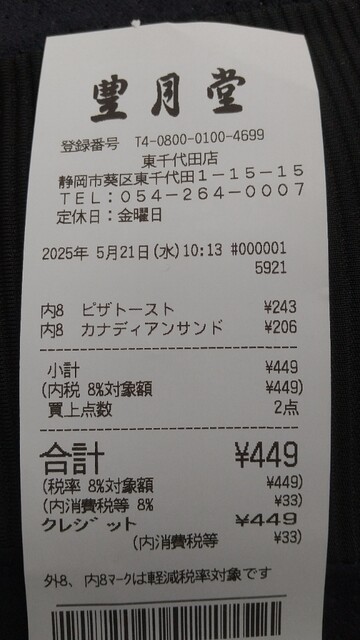 豊月堂
登録番号 T4-0800-0100-4699
東千代田店
静岡市葵区東千代田1-15-15
TEL:054-264-0007
定休日:金曜日
2025年 5月21日(水)10:13 #000001
5921
内8 ピザトースト ¥243
内8 カナディアンサンド ¥206
小計 ¥449
(内税 8%対象額 ¥449)
買上点数 2点
合計 ¥449
(税率 8%対象額 ¥449)
(内消費税等 8% ¥33)
クレジット ¥449
(内消費税等 ¥33)
外8、内8マークは軽減税率対象です